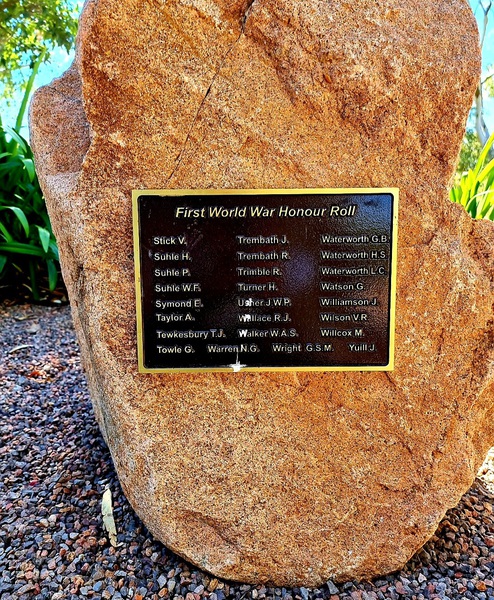 First World War Honour Roll
Stick V. Trembath J. Waterworth G.B.
Suhle H. Trembath R. Waterworth H.S.
Suhle P. Trimble R. Waterworth L.C.
Suhle W.F. Turner H. Watson G.
Symond E. Usher J.W.P. Williamson J.
Taylor A. Wallace R.J. Wilson V.R.
Tewkesbury T.J. Walker W.A.S. Willcox M.
Towle G. Warren N.G. Wright G.S.M. Yuill J.